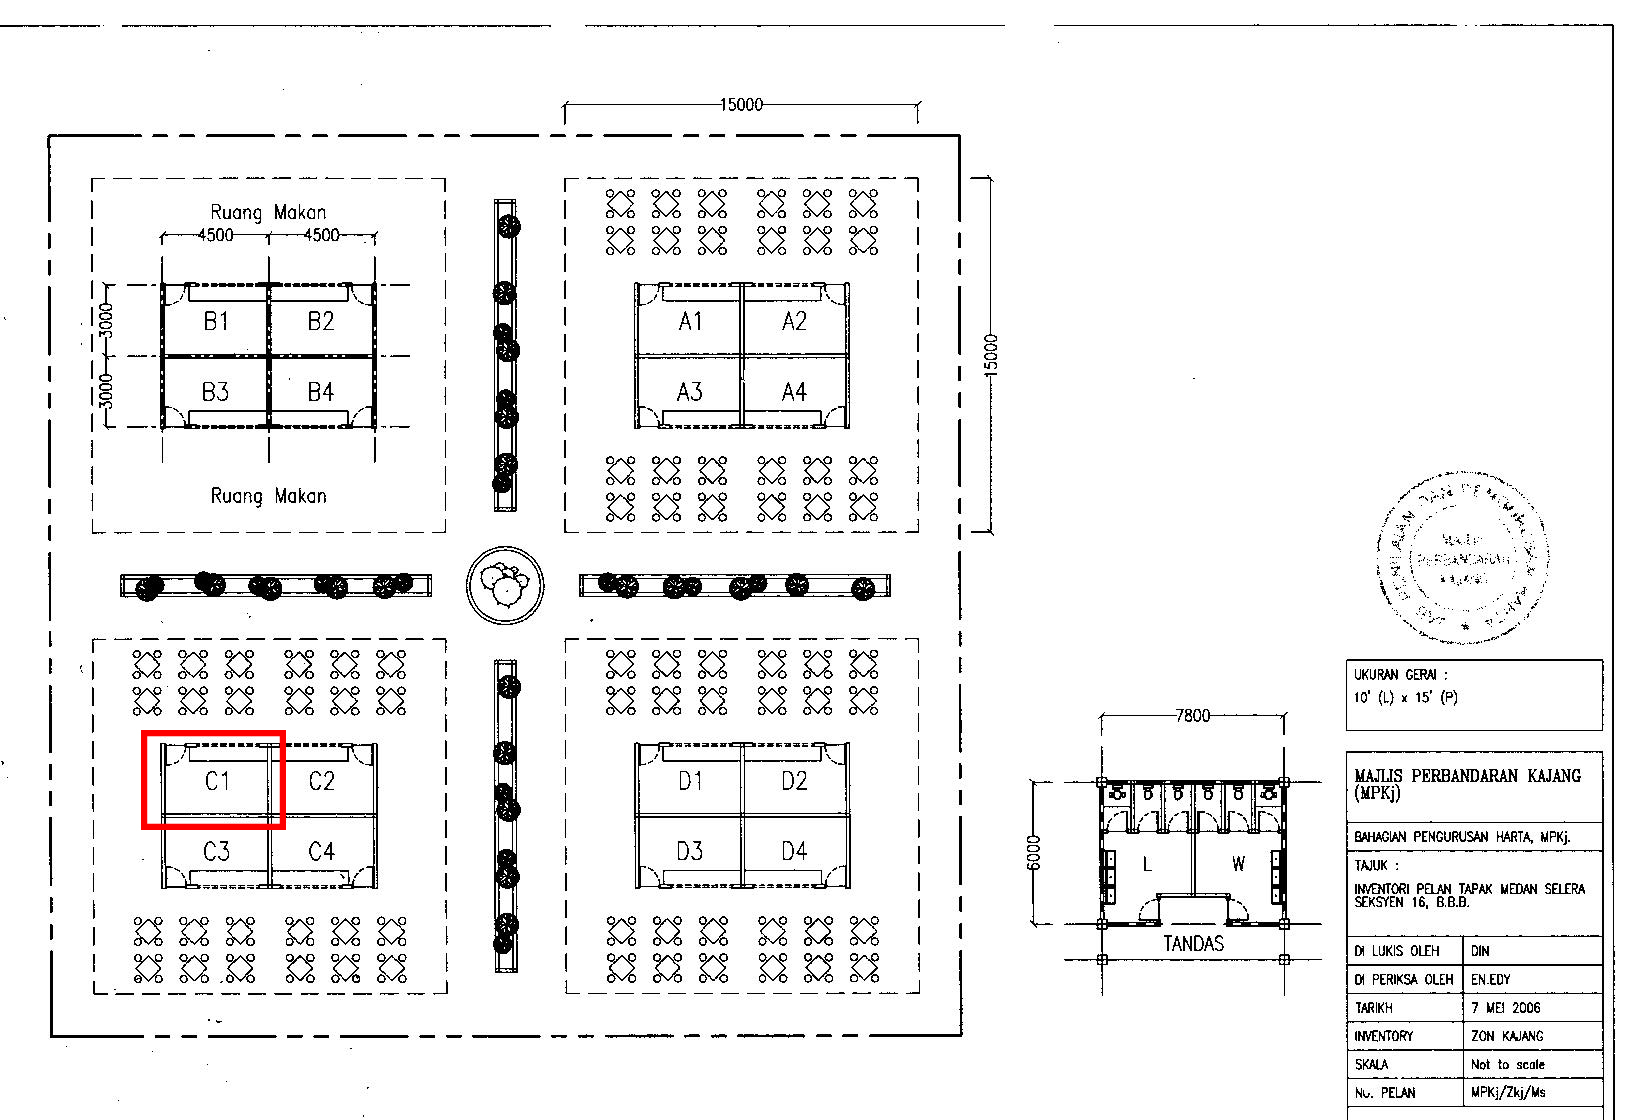 15000
Ruang Makan
4500 4500
3000
3000
B1 B2
B3 B4
Ruang Makan
A1 A2
A3 A4
15000
C1 C2
C3 C4
D1 D2
D3 D4
7800
6000
L W
TANDAS
MAJLIS
PERBANDARAN
KAJANG
UKURAN GERAI :
10' (L) x 15' (P)
MAJLIS PERBANDARAN KAJANG
(MPKj)
BAHAGIAN PENGURUSAN HARTA, MPKj.
TAJUK :
INVENTORI PELAN TAPAK MEDAN SELERA
SEKSYEN 16, B.B.B.
DI LUKIS OLEH DIN
DI PERIKSA OLEH EN.EDY
TARIKH 7 MEI 2006
INVENTORY ZON KAJANG
SKALA Not to scale
No. PELAN MPKj/Zkj/Ms